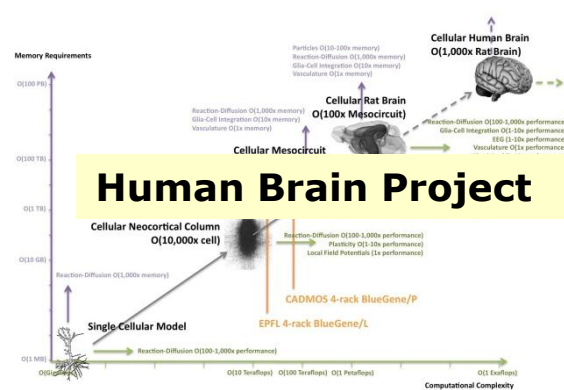 Memory Requirements
O(100 PB)
O(100 TB)
O(1 TB)
O(10 GB)
O(1 MB)
Cellular Human Brain
O(1,000x Rat Brain)
Particles O(10-100x memory)
Reaction-Diffusion O(1,000x memory)
Glia-Cell Integration O(10x memory)
Vasculature O(1x memory)
Cellular Rat Brain
O(100x Mesocircuit)
Reaction-Diffusion O(1,000x memory)
Glia-Cell Integration O(10x memory)
Vasculature O(1x memory)
Reaction-Diffusion O(100-1,000x performance
Glia-Cell Integration O(1-10x performance
EEG (1-10x performance
Vasculature O(1x performance
Cellular Mesocircuit
Human Brain Project
Cellular Neocortical Column
O(10,000x cell)
Reaction-Diffusion O(100-1,000x performance)
Plasticity O(1-10x performance)
Local Field Potentials (1x performance)
Reaction-Diffusion O(1,000x memory)
CADMOS 4-rack BlueGene/P
EPFL 4-rack BlueGene/L
Single Cellular Model
Reaction-Diffusion O(100-1,000x performance)
O(10 Teraflops)
O(100 Teraflops)
O(1 Petaflops)
O(1 Exaflops)
Computational Complexity